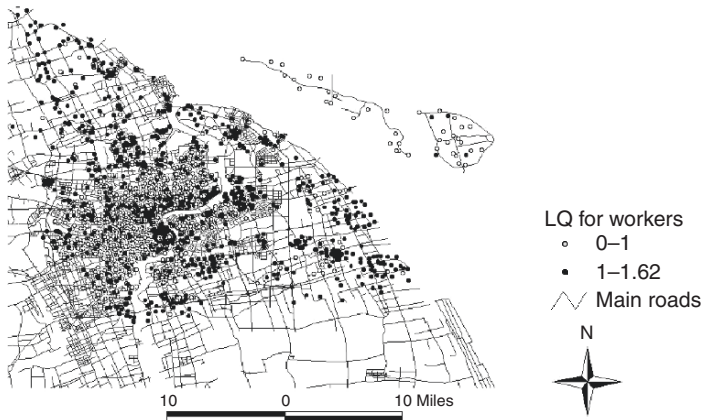 LQ for workers
0–1
1–1.62
Main roads
N
10 0 10 Miles